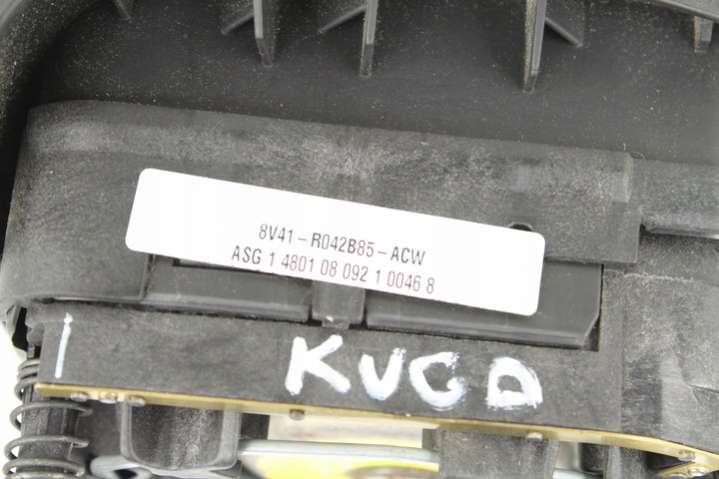 8V41-R042B85-ACW
ASG 1 4801 08 092 1 0046 8
KUGA